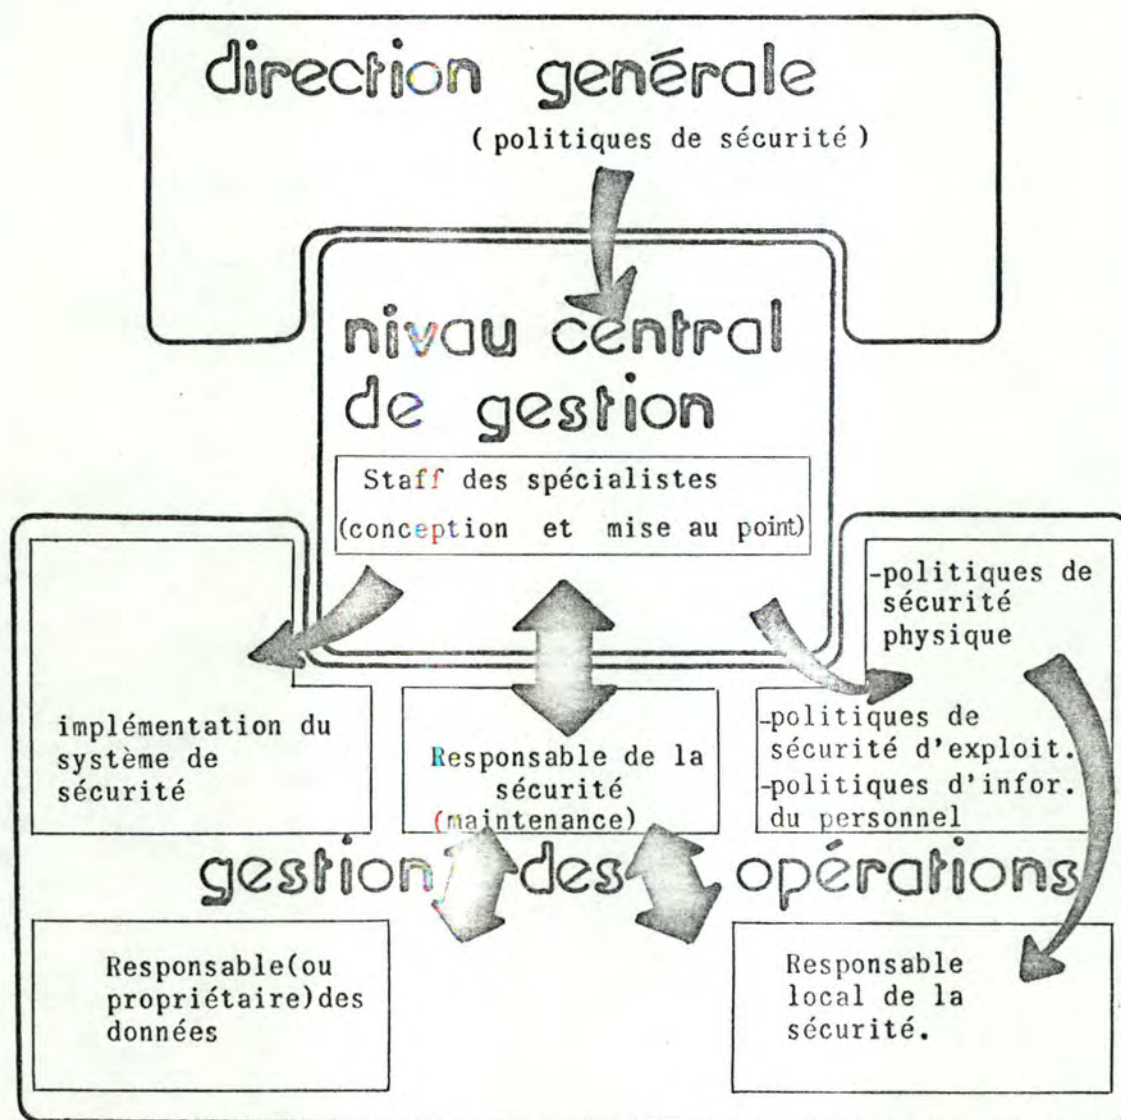 direction genérale
(politiques de sécurité)
nivau central
de gestion
Staff des spécialistes
(conception et mise au point)
-politiques de
sécurité
physique
implémentation du
système de
sécurité
Responsable de la
sécurité
(maintenance)
-politiques de
sécurité d'exploit.
-politiques d'infor.
du personnel
gestion des opérations
Responsable(ou
propriétaire)des
données
Responsable
local de la
sécurité.